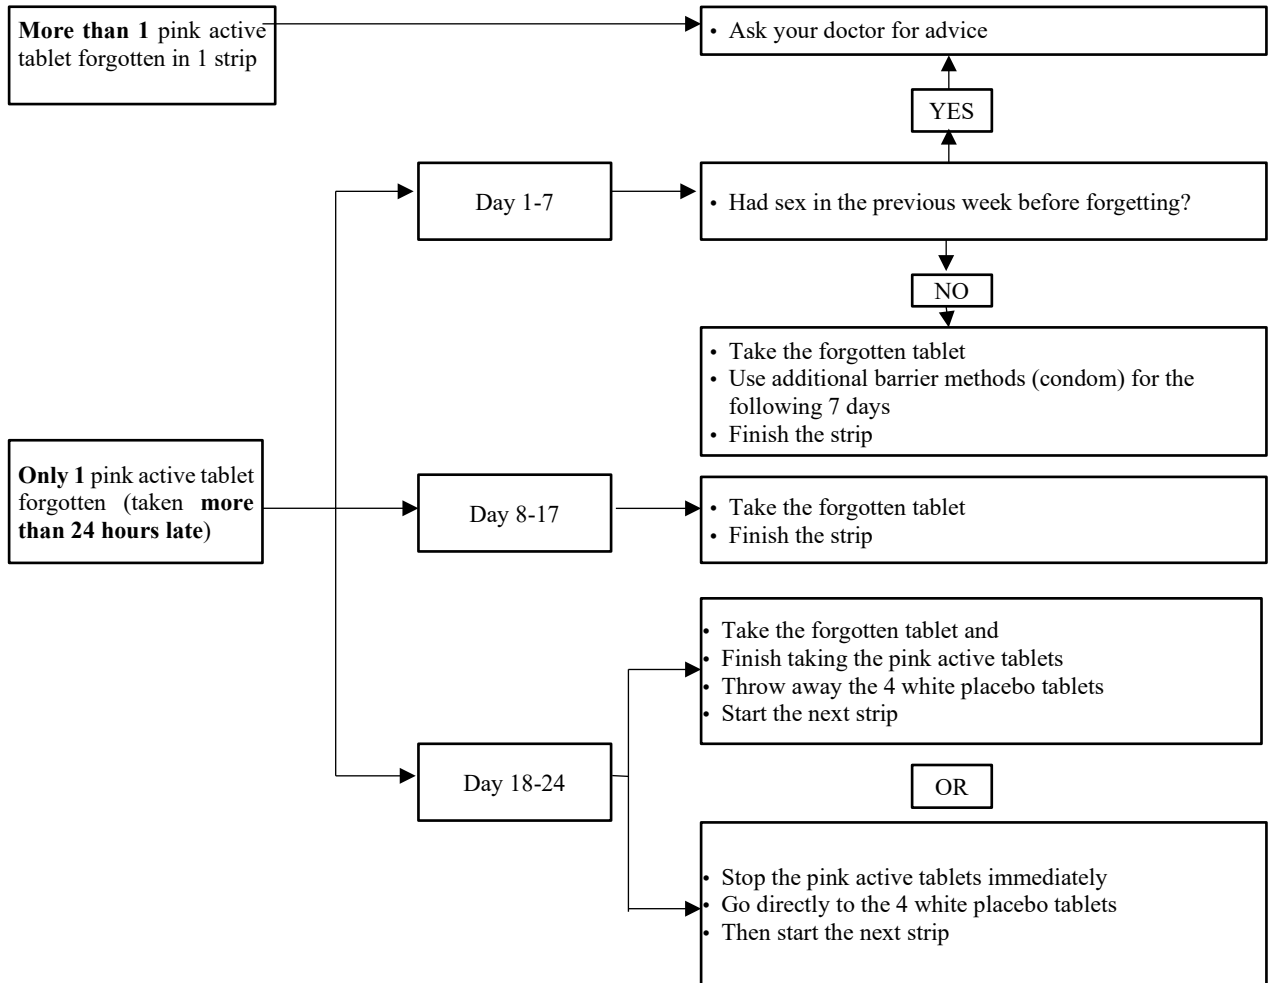 More than 1 pink active
tablet forgotten in 1 strip
• Ask your doctor for advice
YES
Day 1-7
• Had sex in the previous week before forgetting?
NO
• Take the forgotten tablet
• Use additional barrier methods (condom) for the
following 7 days
• Finish the strip
Only 1 pink active tablet
forgotten (taken more
than 24 hours late)
Day 8-17
• Take the forgotten tablet
• Finish the strip
Day 18-24
• Take the forgotten tablet and
• Finish taking the pink active tablets
• Throw away the 4 white placebo tablets
• Start the next strip
OR
• Stop the pink active tablets immediately
• Go directly to the 4 white placebo tablets
• Then start the next strip